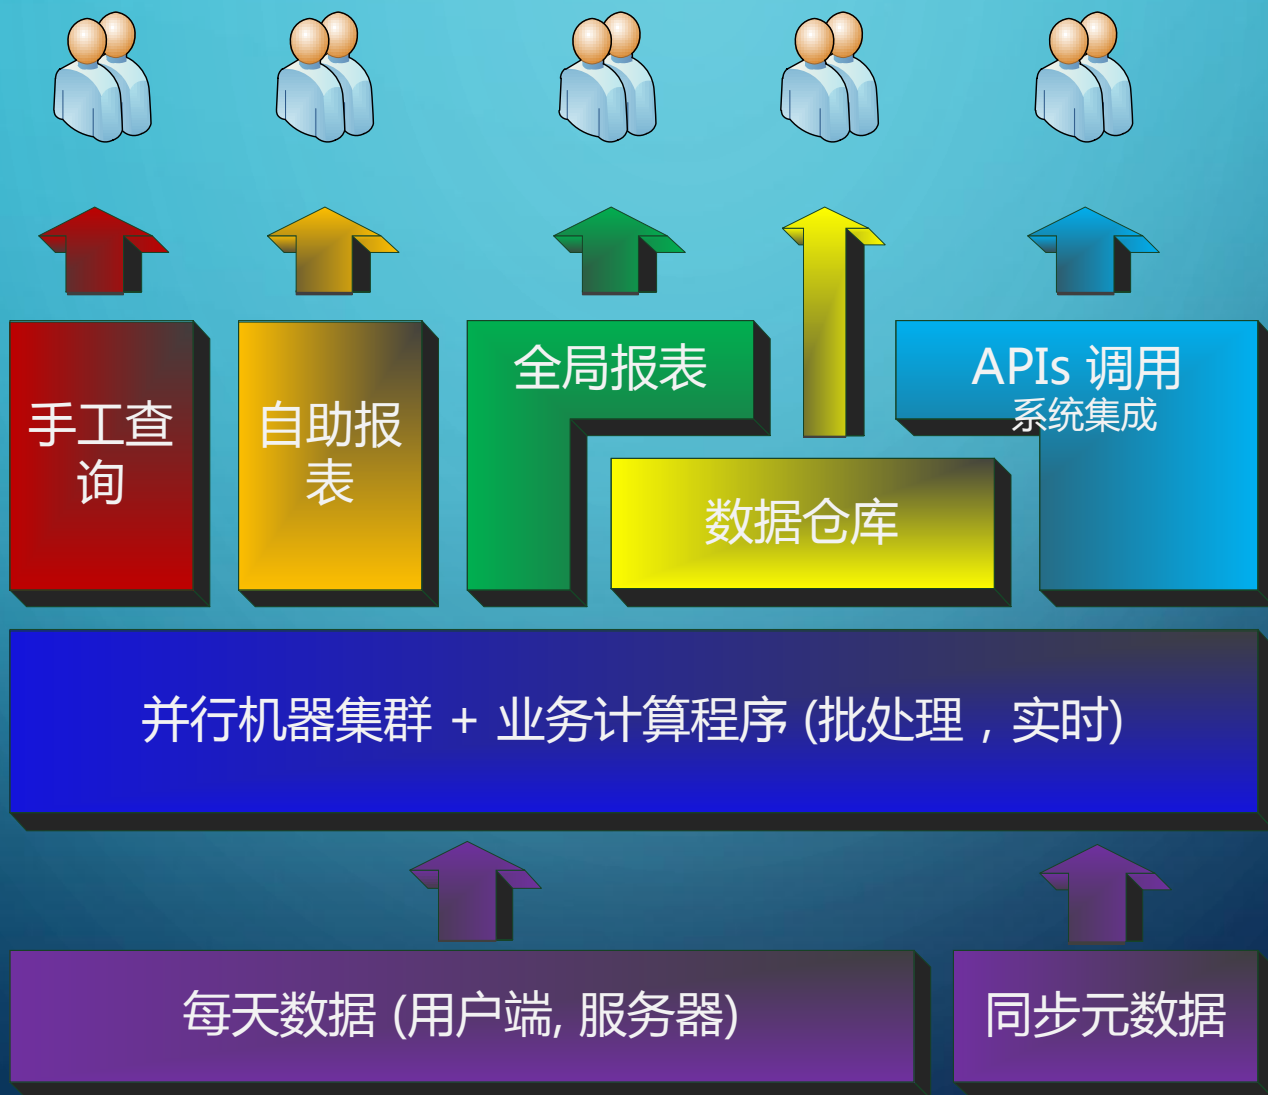 手工查
询
自助报
表
全局报表
APIs 调用
系统集成
数据仓库
并行机器集群 + 业务计算程序 (批处理，实时)
每天数据 (用户端, 服务器)
同步元数据